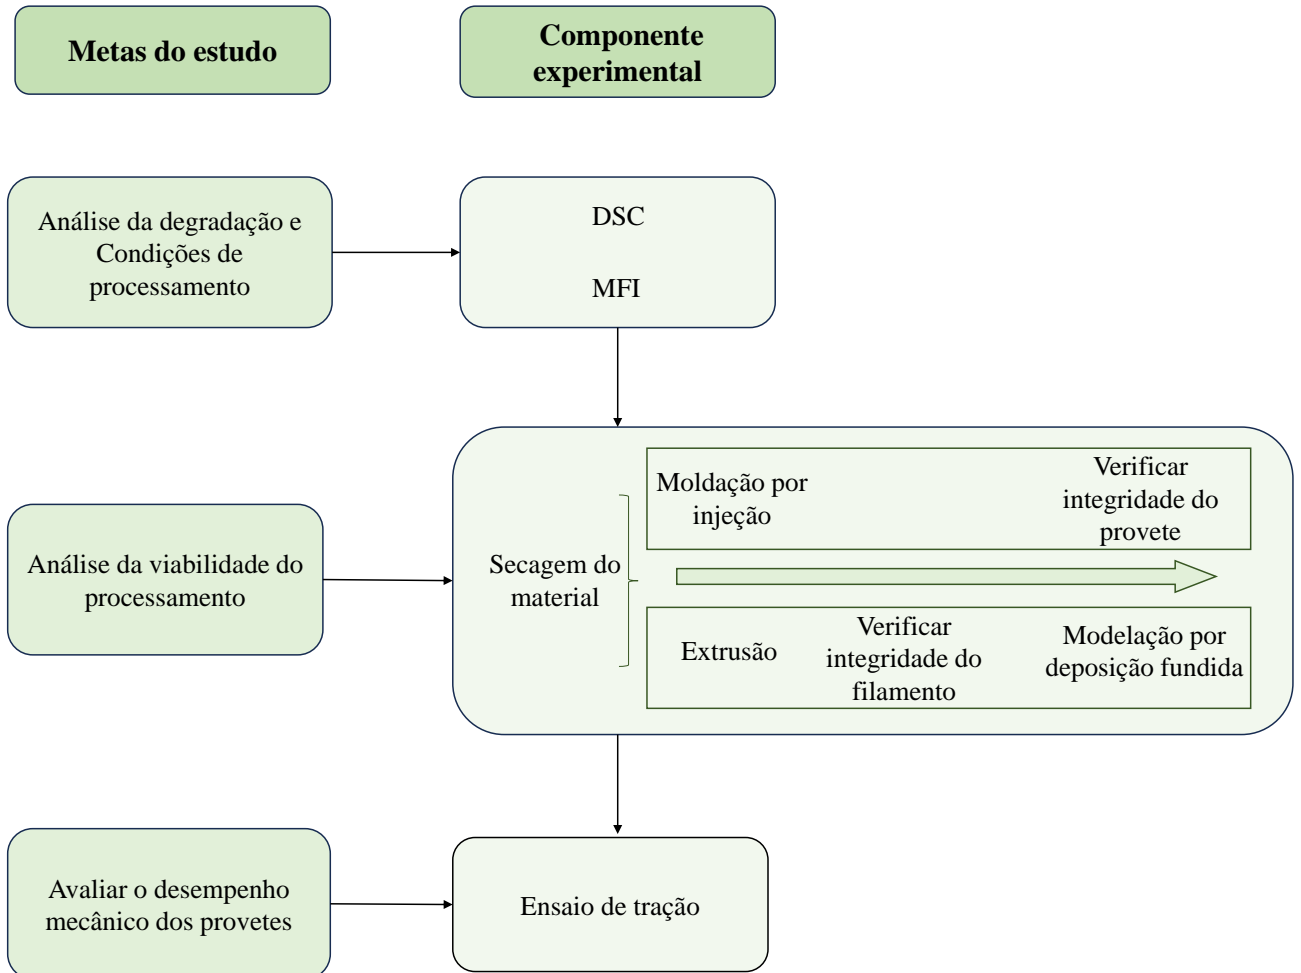 Metas do estudo
Componente
experimental
Análise da degradação e
Condições de
processamento
DSC
MFI
Análise da viabilidade do
processamento
Secagem do
material
Moldação por
injeção
Verificar
integridade do
provete
Extrusão
Verificar
integridade do
filamento
Modelação por
deposição fundida
Avaliar o desempenho
mecânico dos provetes
Ensaio de tração